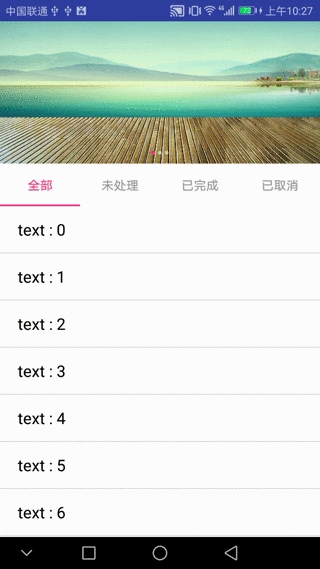 中国联通 上午10:27
全部 未处理 已完成 已取消
text : 0
text : 1
text : 2
text : 3
text : 4
text : 5
text : 6